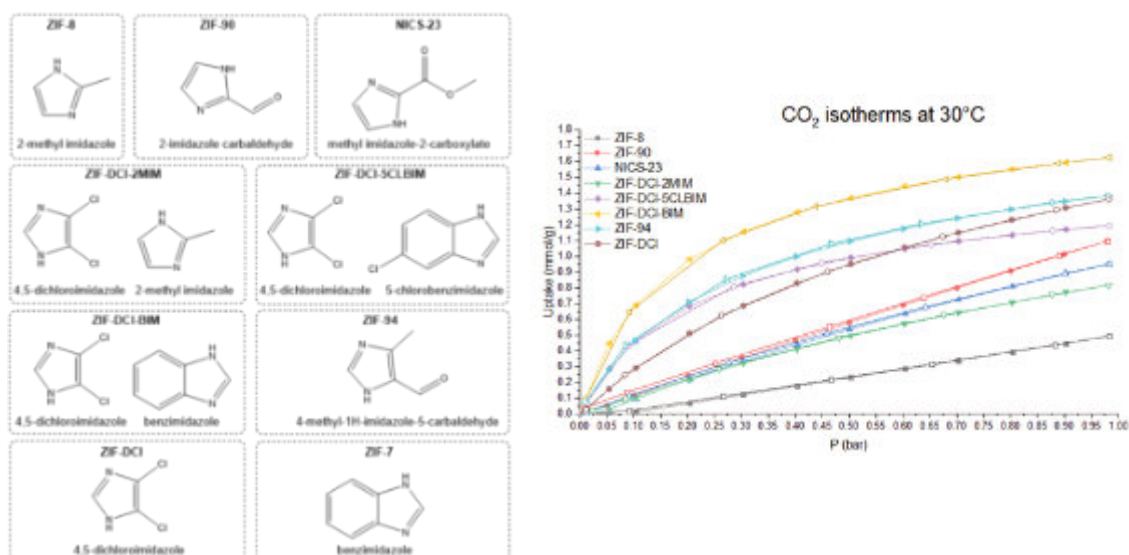 ZIF-8
2-methyl imidazole
ZIF-90
2-imidazole carbaldehyde
NICS-23
methyl imidazole-2-carboxylate
ZIF-DCI-2MIM
4,5-dichloroimidazole 2-methyl imidazole
ZIF-DCI-5CLBIM
4,5-dichloroimidazole 5-chlorobenzimidazole
ZIF-DCI-BIM
4,5-dichloroimidazole benzimidazole
ZIF-94
4-methyl-1H-imidazole-5-carbaldehyde
ZIF-DCI
4,5-dichloroimidazole
ZIF-7
benzimidazole
CO2 isotherms at 30°C
ZIF-8
ZIF-90
NICS-23
ZIF-DCI-2MIM
ZIF-DCI-5CLBIM
ZIF-DCI-BIM
ZIF-94
ZIF-DCI
Uptake (mmol/g)
1.8
1.7
1.6
1.5
1.4
1.3
1.2
1.1
1.0
0.9
0.8
0.7
0.6
0.5
0.4
0.3
0.2
0.1
0.0
0.00 0.05 0.10 0.15 0.20 0.25 0.30 0.35 0.40 0.45 0.50 0.55 0.60 0.65 0.70 0.75 0.80 0.85 0.90 0.95 1.00
P (bar)